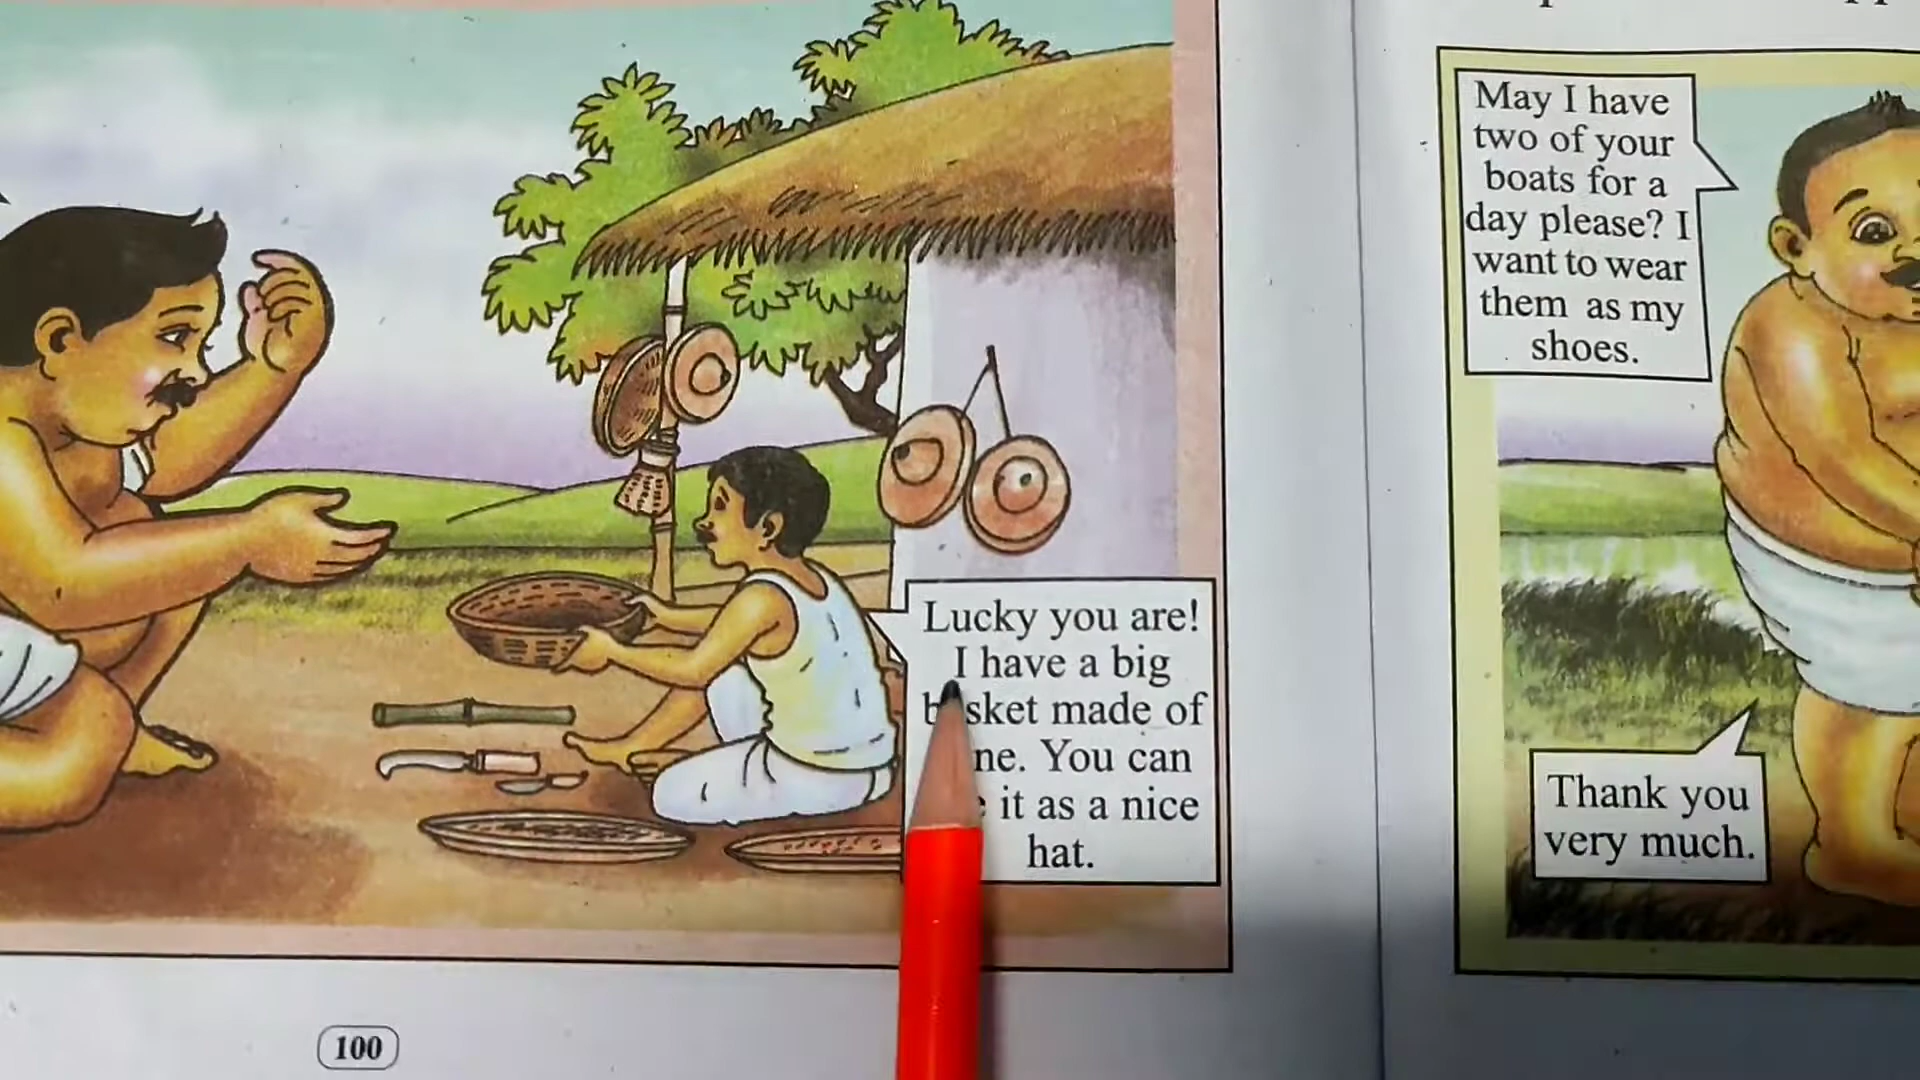 Lucky you are!
I have a big
basket made of
ne. You can
it as a nice
hat.
100
May I have
two of your
boats for a
day please? I
want to wear
them as my
shoes.
Thank you
very much.